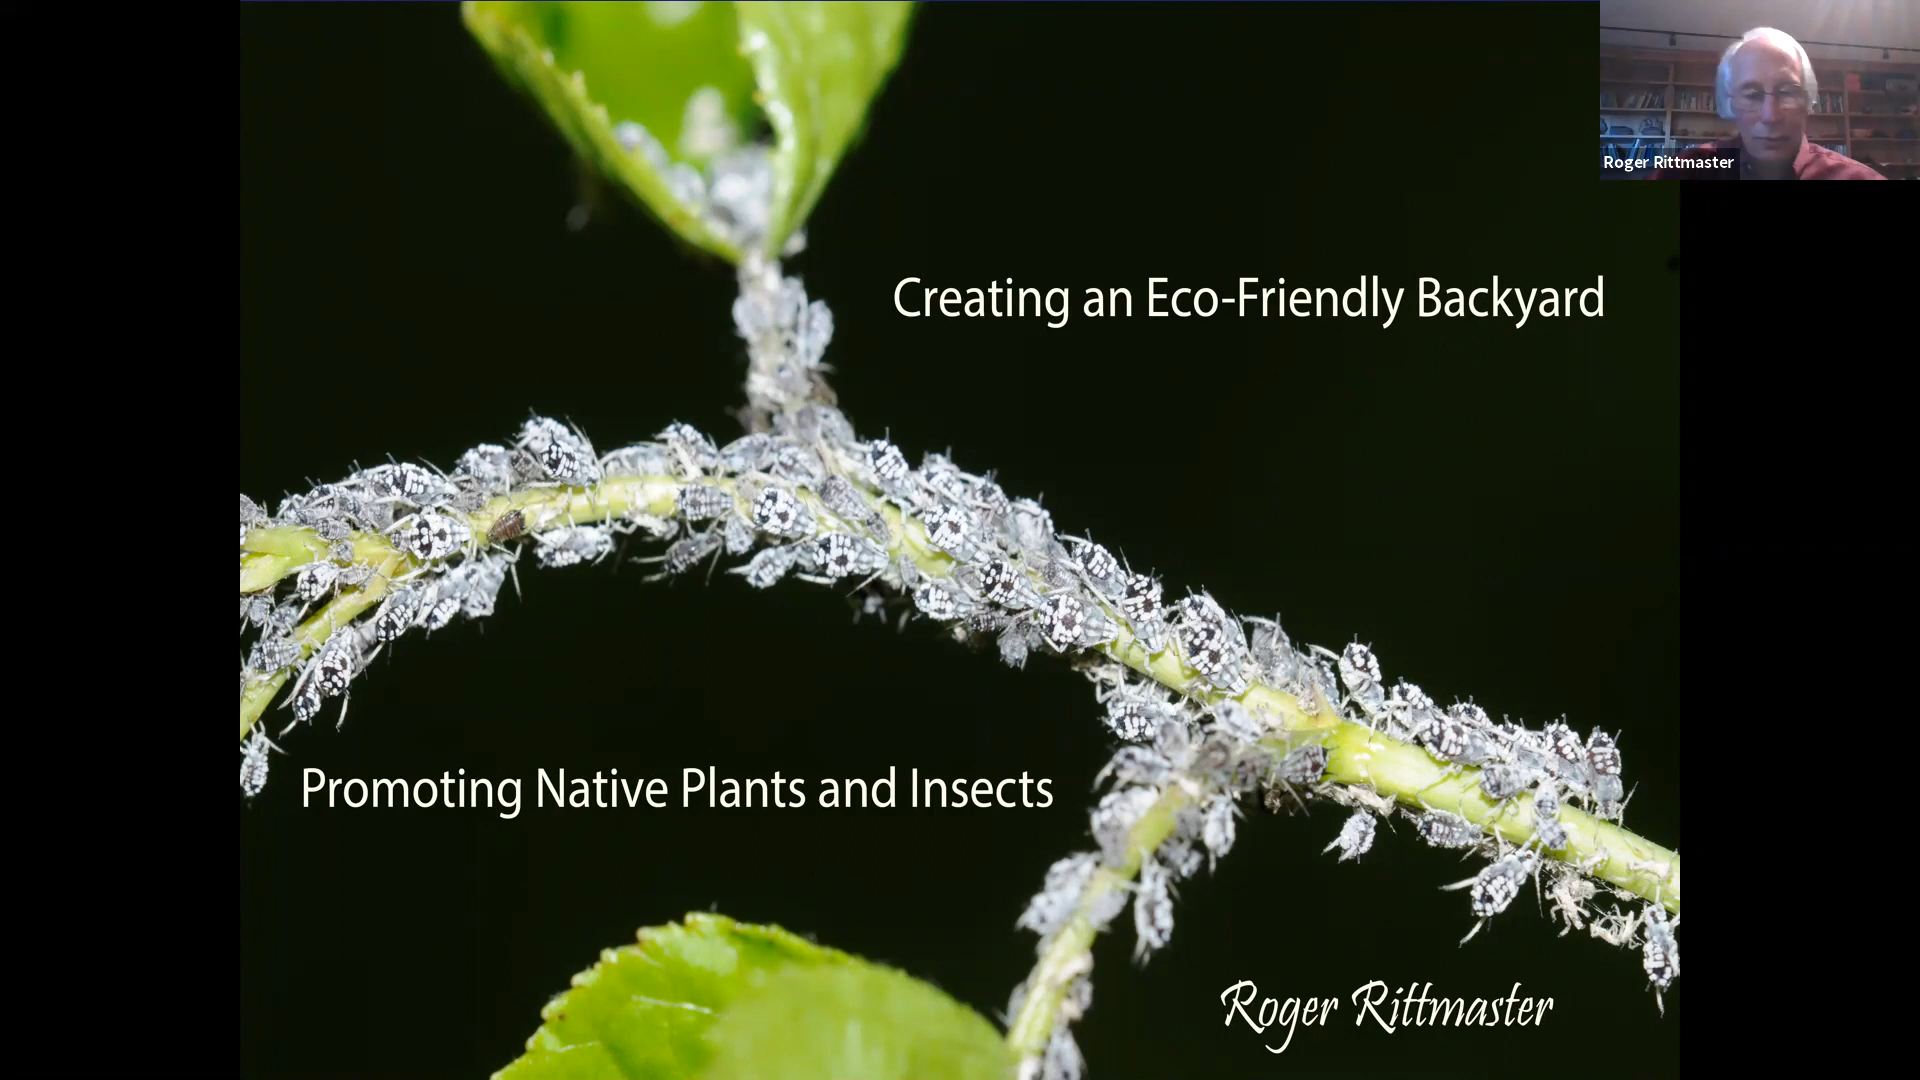 Roger Rittmaster
Creating an Eco-Friendly Backyard
Promoting Native Plants and Insects
Roger Rittmaster